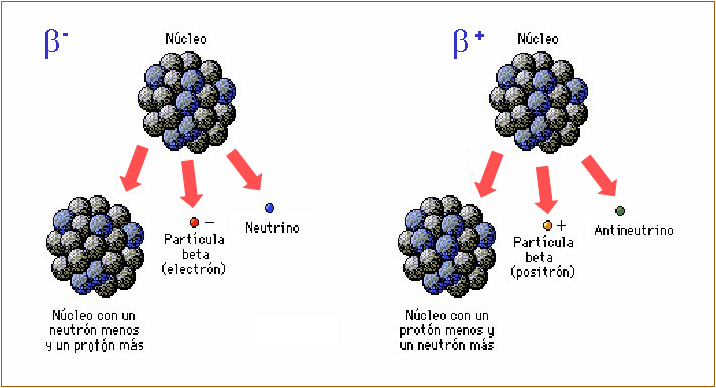 β-
Núcleo
Partícula
beta
(electrón)
Neutrino
Núcleo con un
neutrón menos
y un protón más
β+
Núcleo
Partícula
beta
(positrón)
Antineutrino
Núcleo con un
protón menos y
un neutrón más
−
+